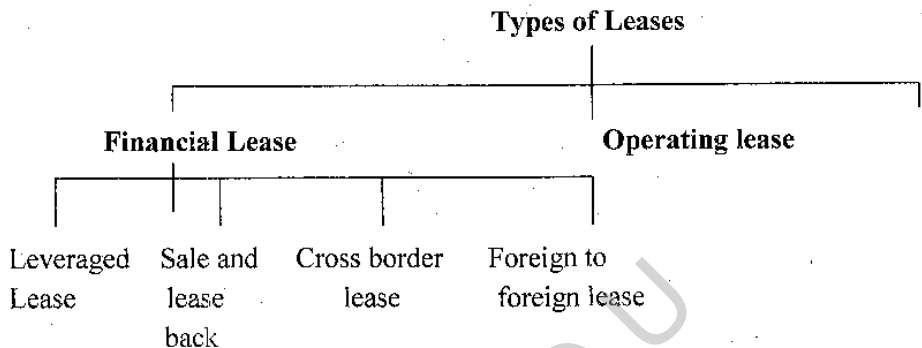 Types of Leases
Financial Lease Operating lease
Leveraged Sale and Cross border Foreign to
Lease lease lease foreign lease
back